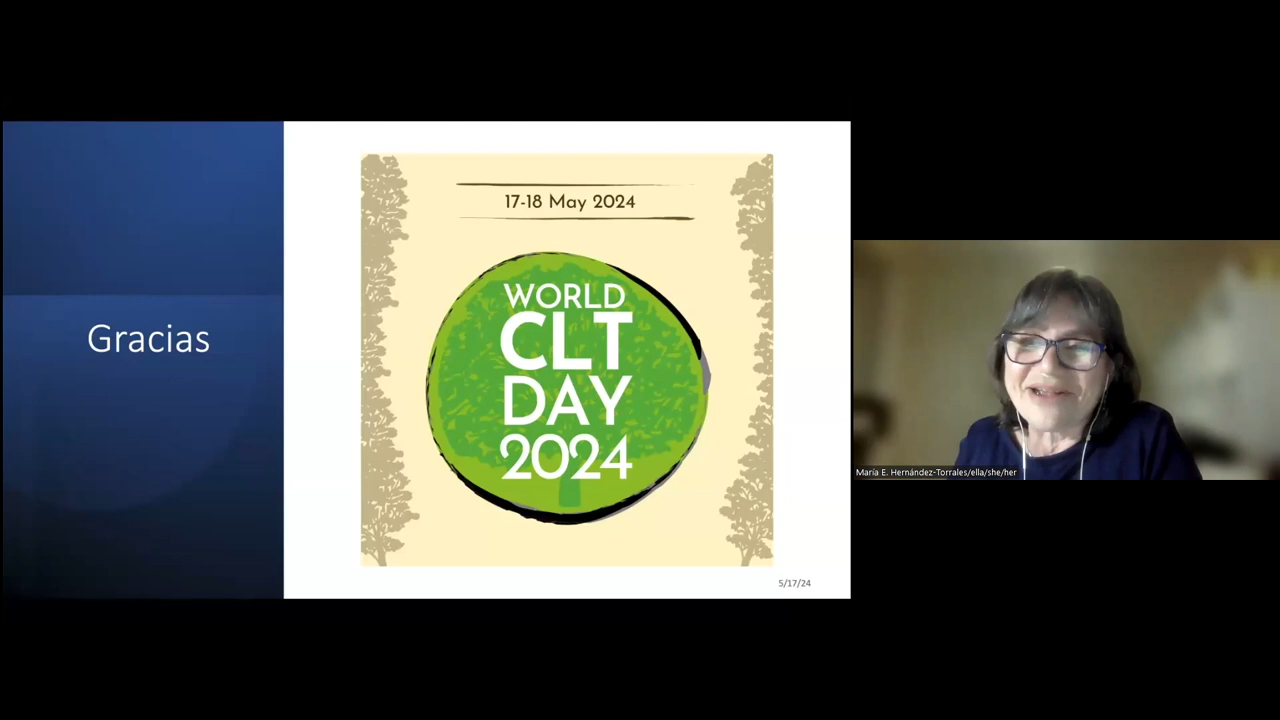 Gracias
17-18 May 2024
WORLD
CLT
DAY
2024
5/17/24
María E. Hernández-Torrales/ella/she/her